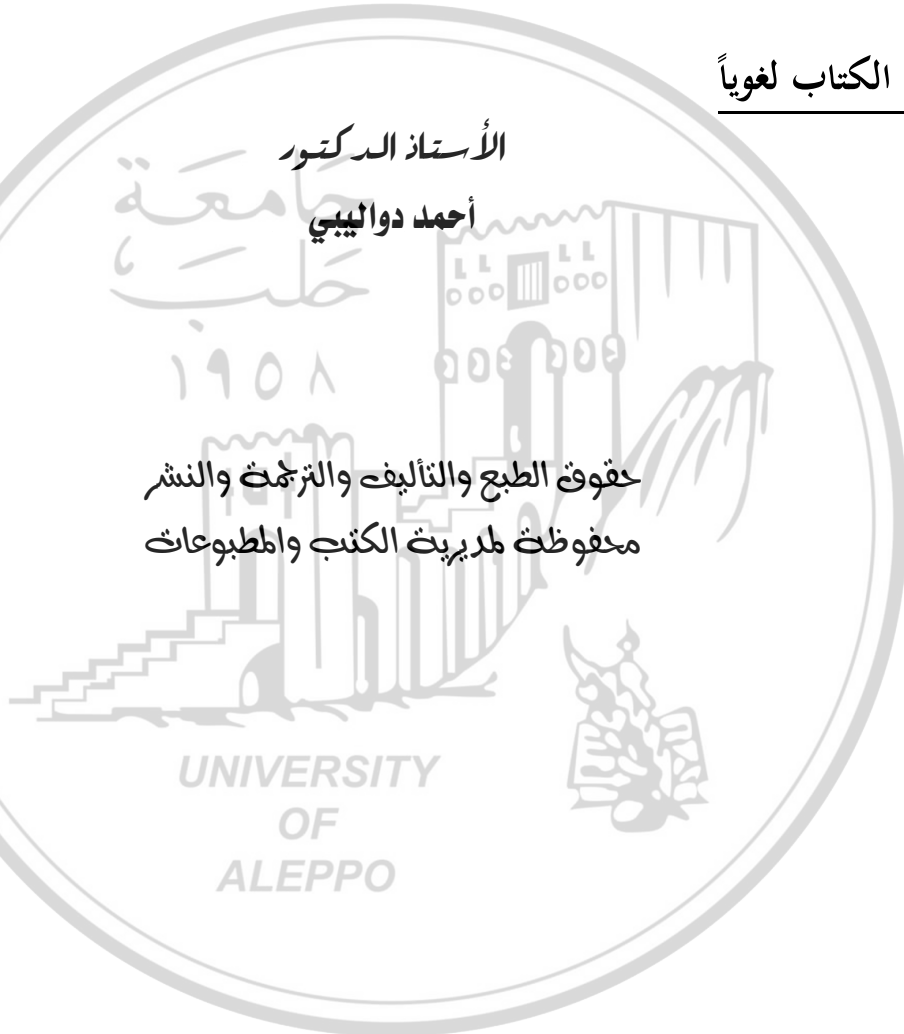 الكتاب لغوياً
الأستاذ الدكتور
أحمد دواليبي
جامعة
حلب
١٩٥٨
حقوق الطبع والتأليف والترجمة والنشر
محفوظة لمديرية الكتب والمطبوعات
UNIVERSITY
OF
ALEPPO